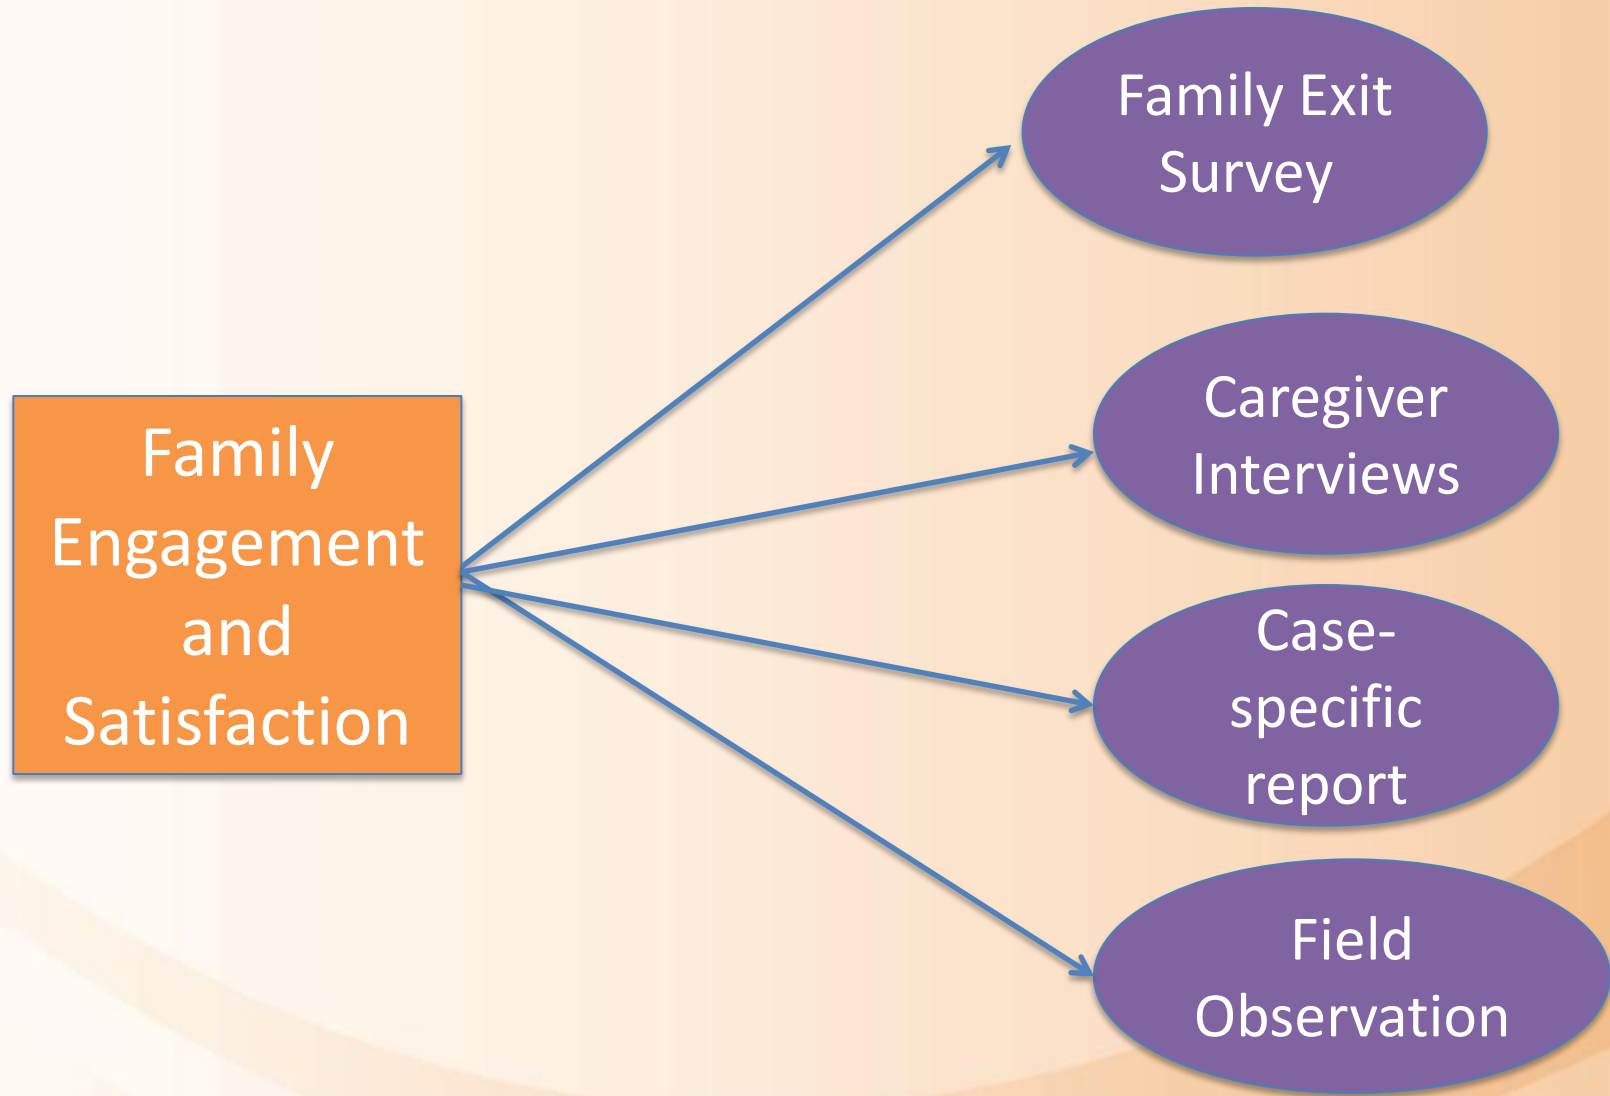 Family Exit
Survey
Caregiver
Interviews
Family
Engagement
and
Satisfaction
Case-
specific
report
Field
Observation